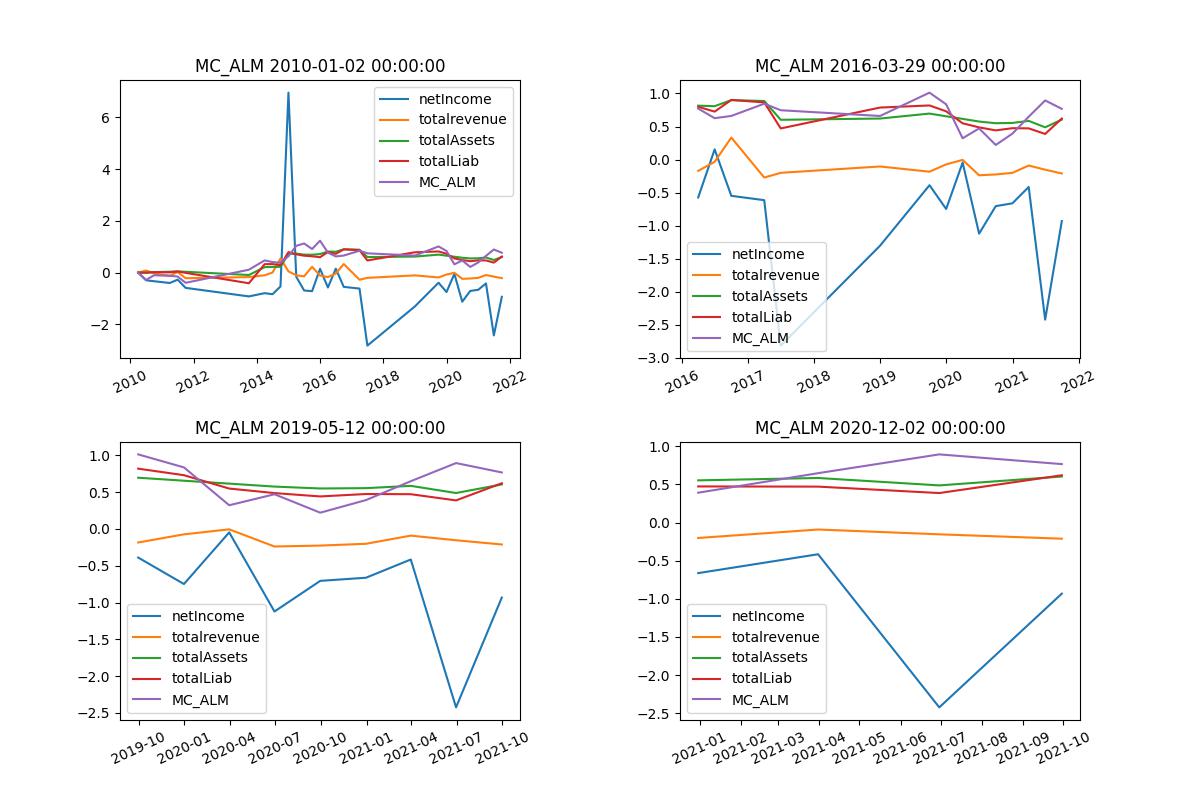 MC_ALM 2010-01-02 00:00:00
6
4
2
0
−2
netIncome
totalrevenue
totalAssets
totalLiab
MC_ALM
2010 2012 2014 2016 2018 2020 2022
MC_ALM 2016-03-29 00:00:00
1.0
0.5
0.0
−0.5
−1.0
−1.5
−2.0
−2.5
−3.0
netIncome
totalrevenue
totalAssets
totalLiab
MC_ALM
2016 2017 2018 2019 2020 2021 2022
MC_ALM 2019-05-12 00:00:00
1.0
0.5
0.0
−0.5
−1.0
−1.5
−2.0
−2.5
netIncome
totalrevenue
totalAssets
totalLiab
MC_ALM
2019-10 2020-01 2020-04 2020-07 2020-10 2021-01 2021-04 2021-07 2021-10
MC_ALM 2020-12-02 00:00:00
1.0
0.5
0.0
−0.5
−1.0
−1.5
−2.0
−2.5
netIncome
totalrevenue
totalAssets
totalLiab
MC_ALM
2021-01 2021-02 2021-03 2021-04 2021-05 2021-06 2021-07 2021-08 2021-09 2021-10